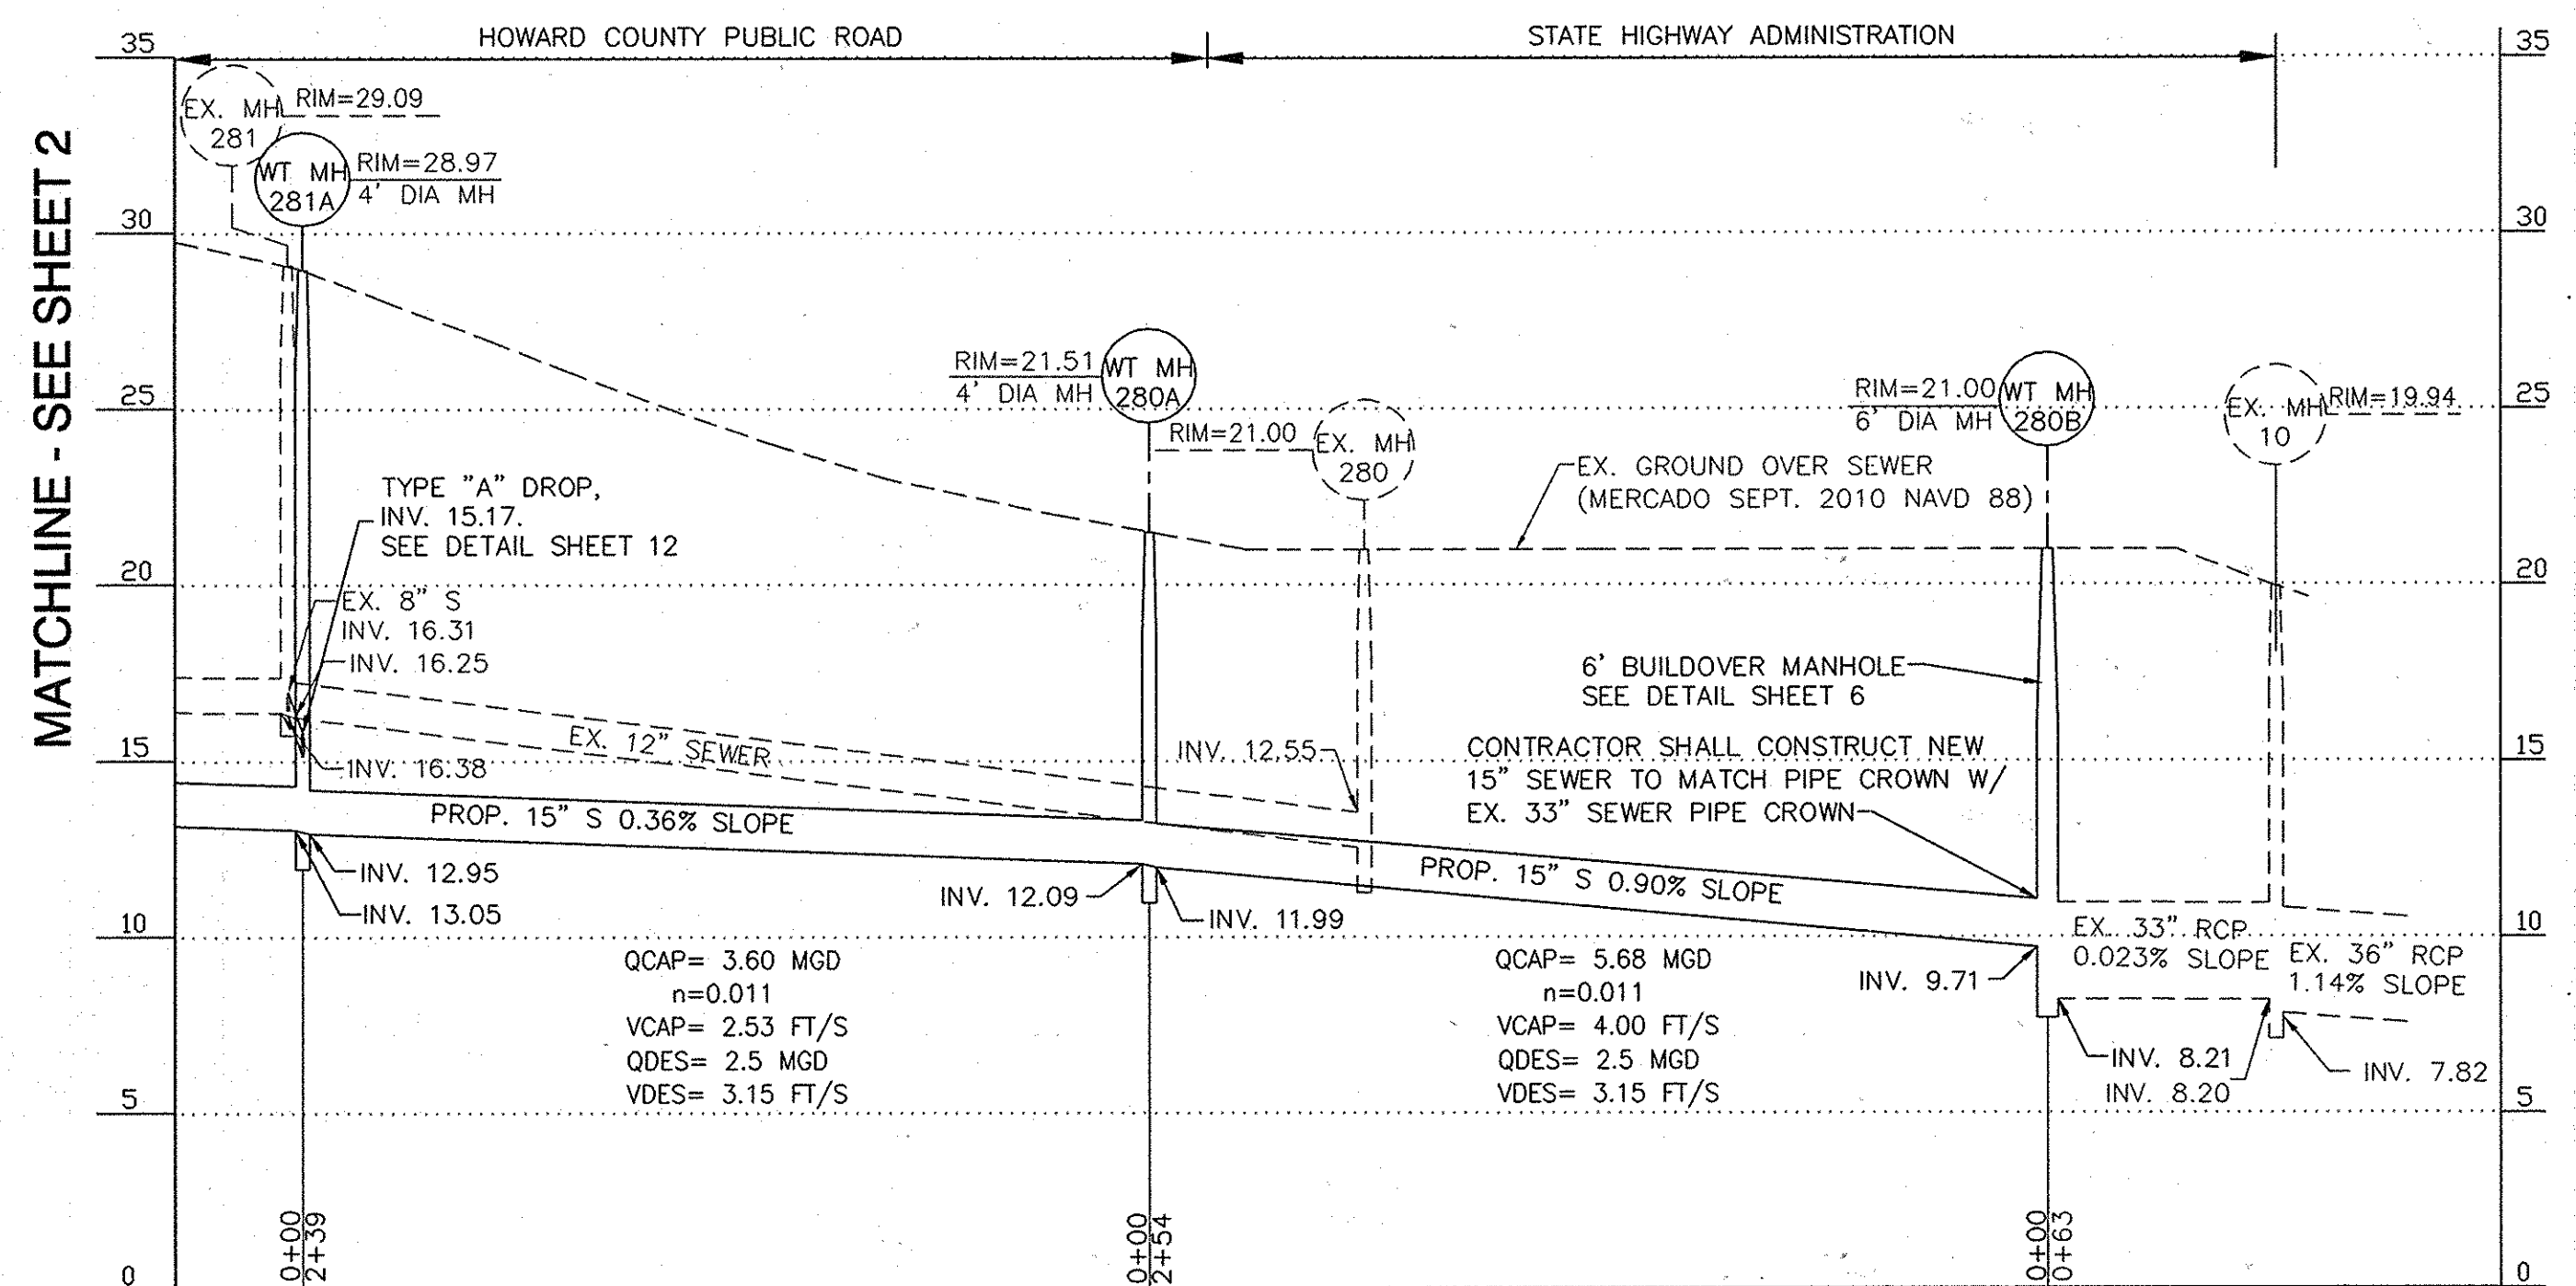 HOWARD COUNTY PUBLIC ROAD
STATE HIGHWAY ADMINISTRATION
35
35
MATCHLINE - SEE SHEET 2
EX. MH
281
RIM=29.09
WT MH
281A
RIM=28.97
4' DIA MH
30
30
RIM=21.51
4' DIA MH
WT MH
280A
RIM=21.00
EX. MH
280
RIM=21.00
6' DIA MH
WT MH
280B
EX. MH
10
RIM=19.94
25
25
EX. GROUND OVER SEWER
(MERCADO SEPT. 2010 NAVD 88)
TYPE "A" DROP,
INV. 15.17.
SEE DETAIL SHEET 12
20
20
EX. 8" S
INV. 16.31
INV. 16.25
INV. 16.38
EX. 12" SEWER
INV. 12.55
6' BUILDOVER MANHOLE
SEE DETAIL SHEET 6
CONTRACTOR SHALL CONSTRUCT NEW
15" SEWER TO MATCH PIPE CROWN W/
EX. 33" SEWER PIPE CROWN
15
15
PROP. 15" S 0.36% SLOPE
PROP. 15" S 0.90% SLOPE
INV. 12.95
INV. 13.05
INV. 12.09
INV. 11.99
INV. 9.71
10
10
EX. 33" RCP
0.023% SLOPE
EX. 36" RCP
1.14% SLOPE
QCAP= 3.60 MGD
n=0.011
VCAP= 2.53 FT/S
QDES= 2.5 MGD
VDES= 3.15 FT/S
QCAP= 5.68 MGD
n=0.011
VCAP= 4.00 FT/S
QDES= 2.5 MGD
VDES= 3.15 FT/S
INV. 8.21
INV. 8.20
INV. 7.82
5
5
0+00
2+39
0+00
2+54
0+00
0+63
0
0